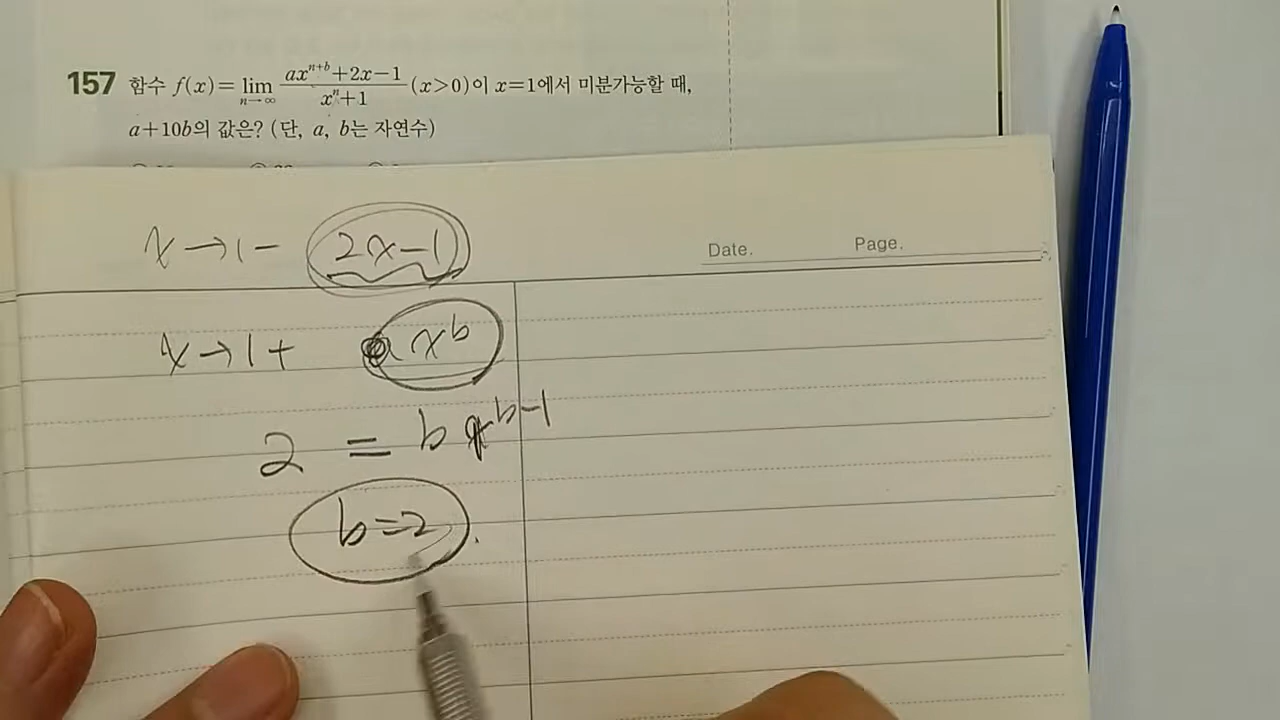 157 함수 f(x)=lim_{n→∞} \frac{ax^{n+b}+2x-1}{x^n+1} (x>0)이 x=1에서 미분가능할 때,
a+10b의 값은? (단, a, b는 자연수)
x→1- 2x-1
Date. Page.
x→1+ x^b
2 = b x^{b-1}
b=2